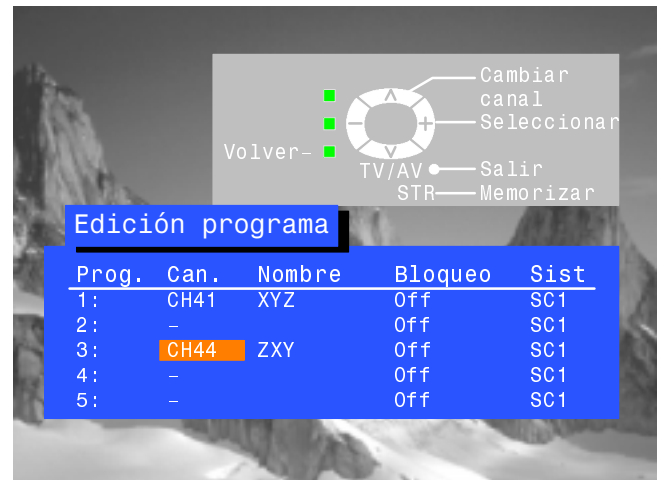 Cambiar
canal
Seleccionar
Volver–
TV/AV
Salir
STR
Memorizar
Edición programa
Prog. Can. Nombre Bloqueo Sist
1: CH41 XYZ Off SC1
2: – Off SC1
3: CH44 ZXY Off SC1
4: – Off SC1
5: – Off SC1